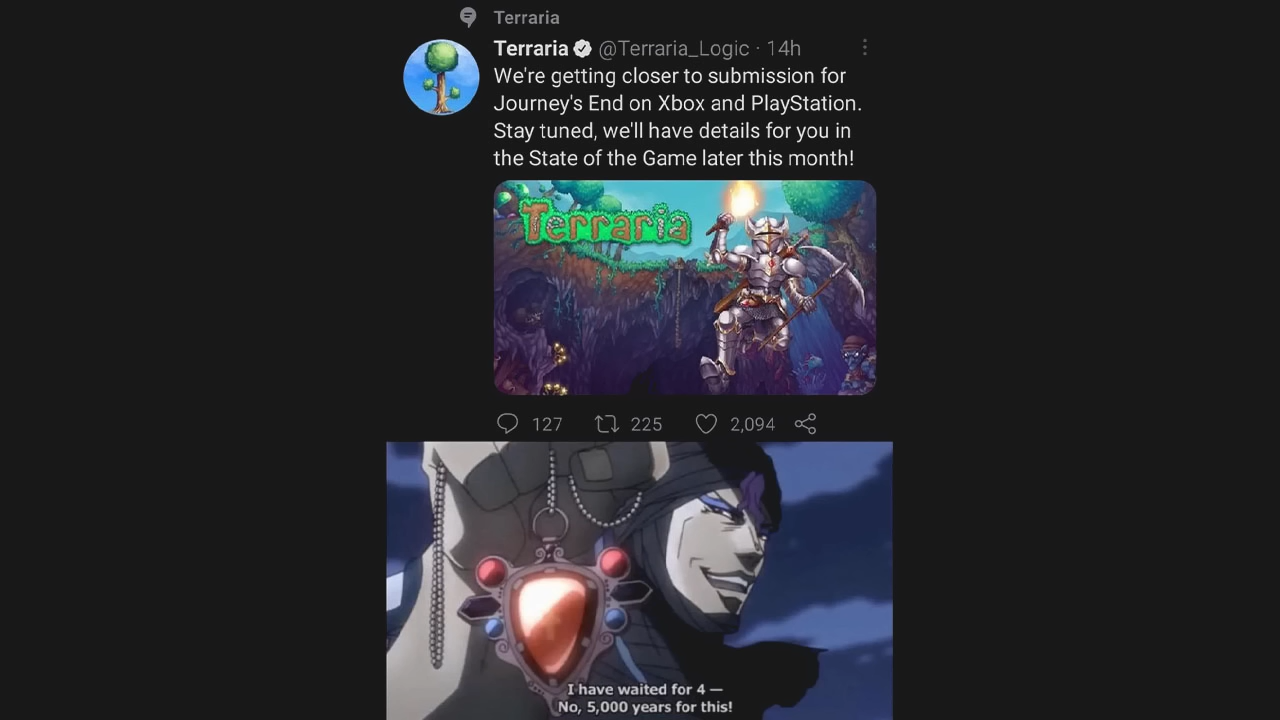 Terraria
Terraria @Terraria_Logic · 14h
We're getting closer to submission for
Journey's End on Xbox and PlayStation.
Stay tuned, we'll have details for you in
the State of the Game later this month!
Terraria
127 225 2,094
I have waited for 4 —
No, 5,000 years for this!